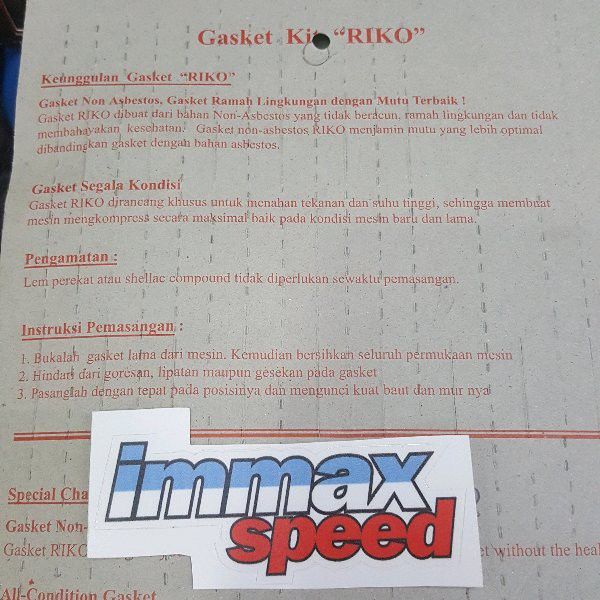 Gasket Kit “RIKO”
Keunggulan Gasket “RIKO”
Gasket Non Asbestos, Gasket Ramah Lingkungan dengan Mutu Terbaik !
Gasket RIKO dibuat dari bahan Non-Asbestos yang tidak beracun, ramah lingkungan dan tidak
membahayakan kesehatan. Gasket non-asbestos RIKO menjamin mutu yang lebih optimal
dibandingkan gasket dengan bahan asbestos.
Gasket Segala Kondisi
Gasket RIKO dirancang khusus untuk menahan tekanan dan suhu tinggi, sehingga membuat
mesin mengkompress secara maksimal baik pada kondisi mesin baru dan lama.
Pengamatan :
Lem perekat atau shellac compound tidak diperlukan sewaktu pemasangan.
Instruksi Pemasangan :
1. Bukalah gasket lama dari mesin. Kemudian bersihkan seluruh permukaan mesin
2. Hindari dari goresan, lipatan maupun gesekan pada gasket
3. Pasanglah dengan tepat pada posisinya dan mengunci kuat baut dan mur nya
immax
speed
Special Cha
Gasket Non-
Gasket RIKO
without the heal
All-Condition Gasket